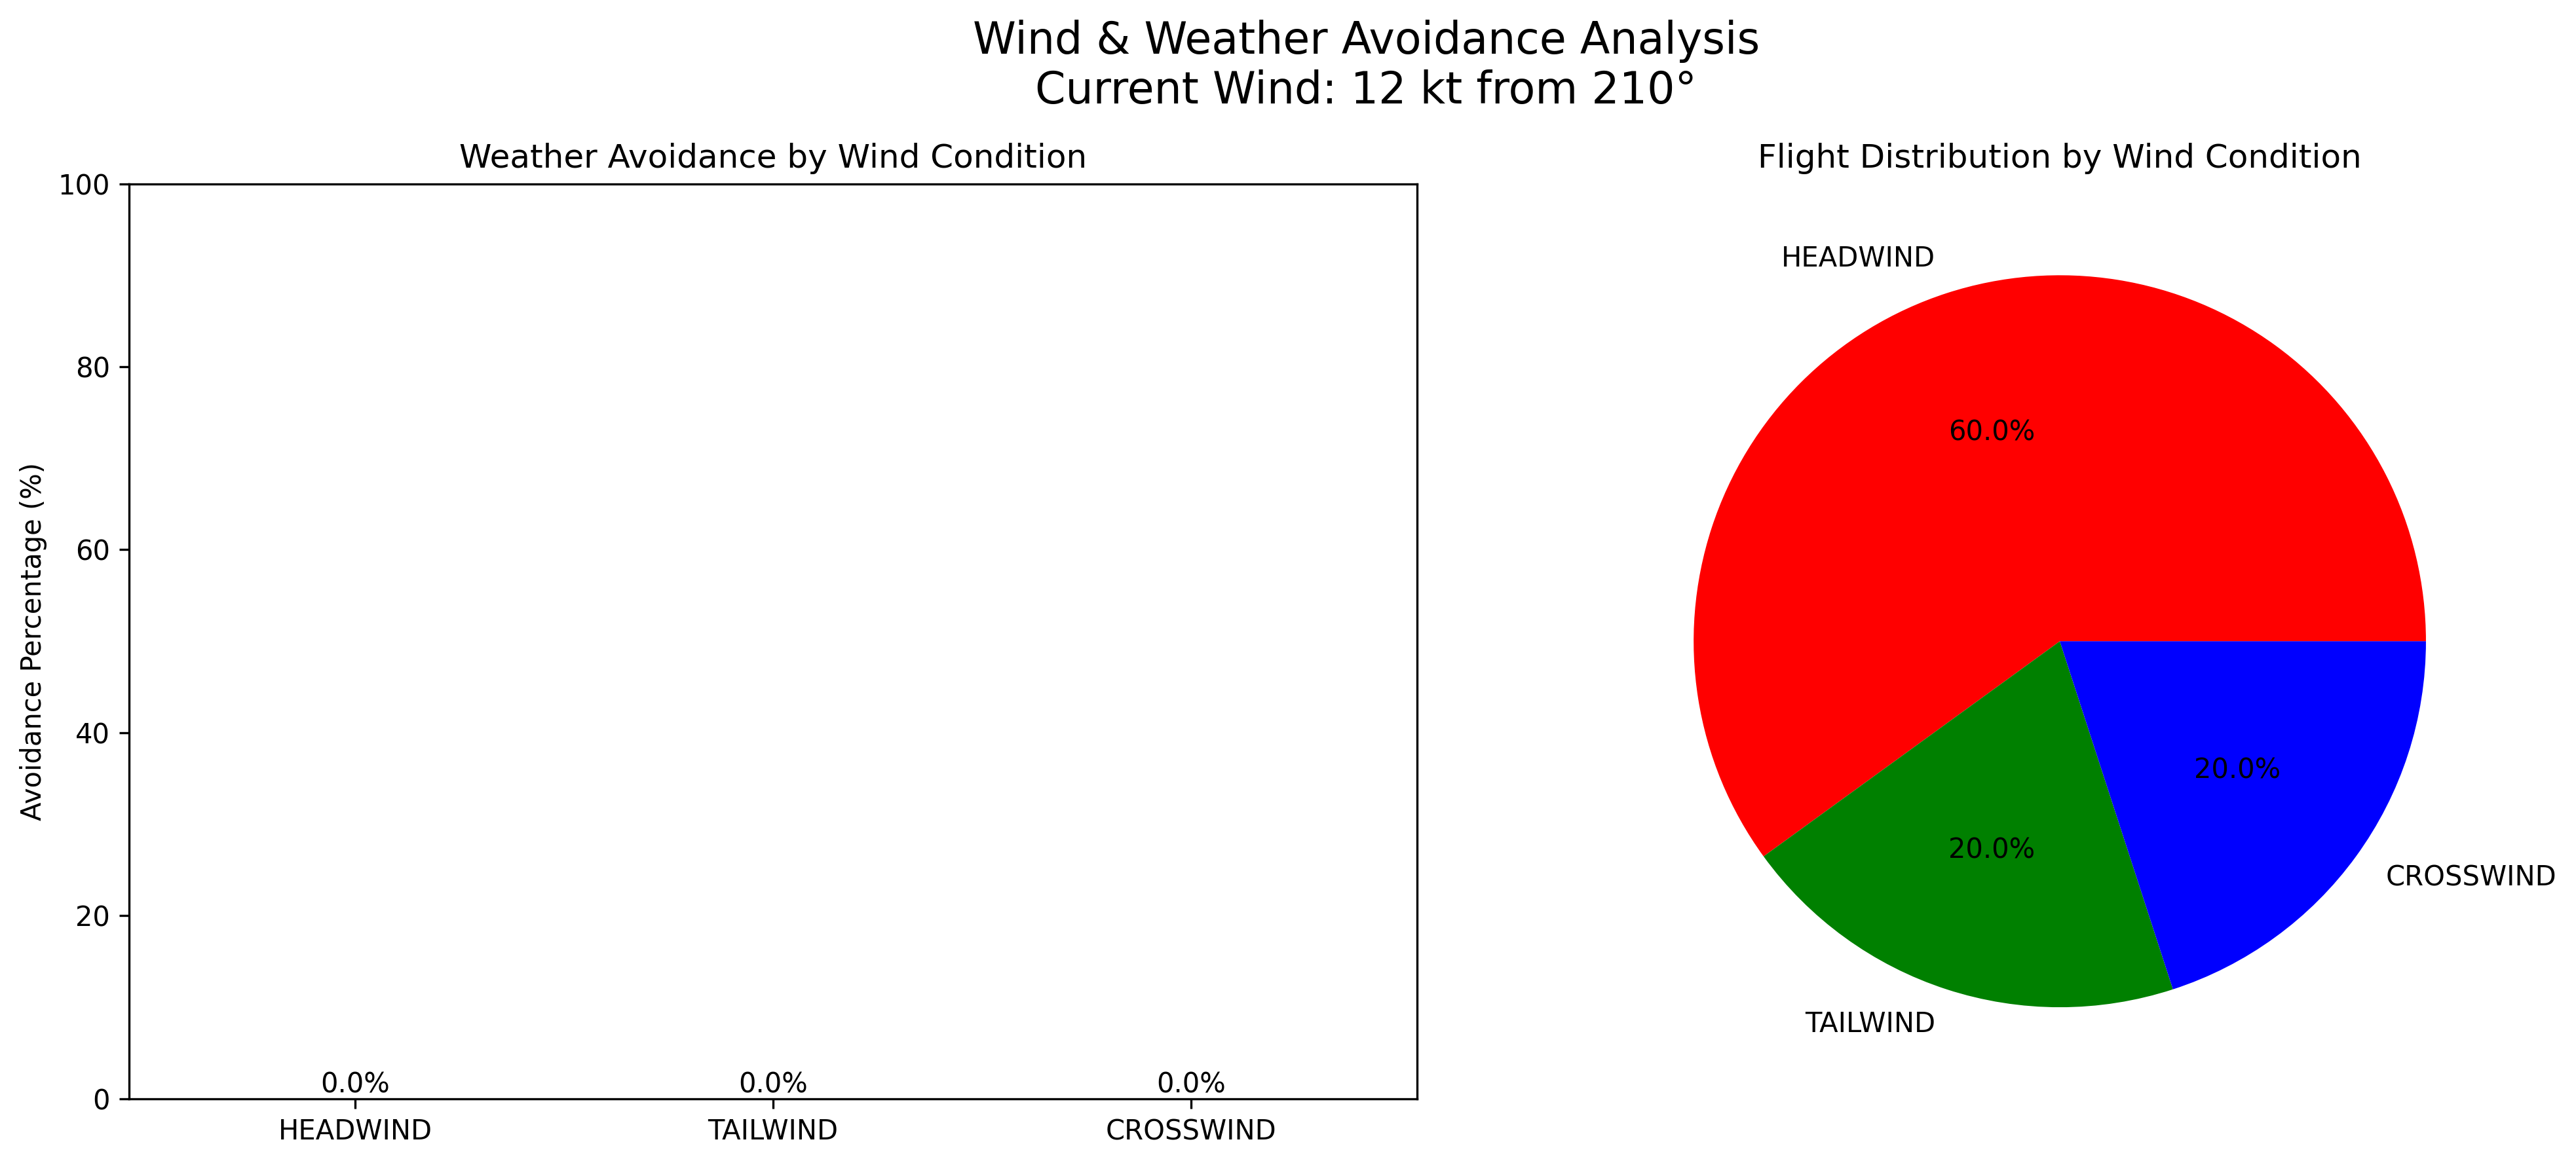 Wind & Weather Avoidance Analysis
Current Wind: 12 kt from 210°
Weather Avoidance by Wind Condition
100
80
60
40
20
0
Avoidance Percentage (%)
0.0%
0.0%
0.0%
HEADWIND
TAILWIND
CROSSWIND
Flight Distribution by Wind Condition
HEADWIND
60.0%
20.0%
20.0%
CROSSWIND
TAILWIND